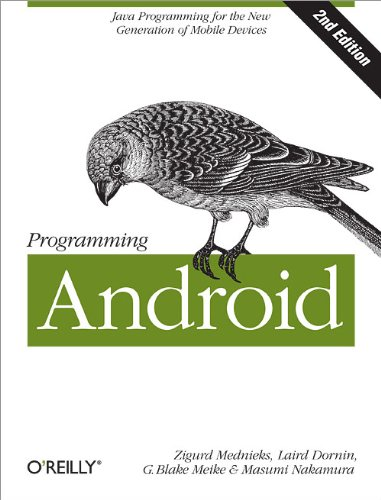 Java Programming for the New
Generation of Mobile Devices
2nd Edition
Programming
Android
Zigurd Mednieks, Laird Dornin,
G. Blake Meike & Masumi Nakamura
O'REILLY®